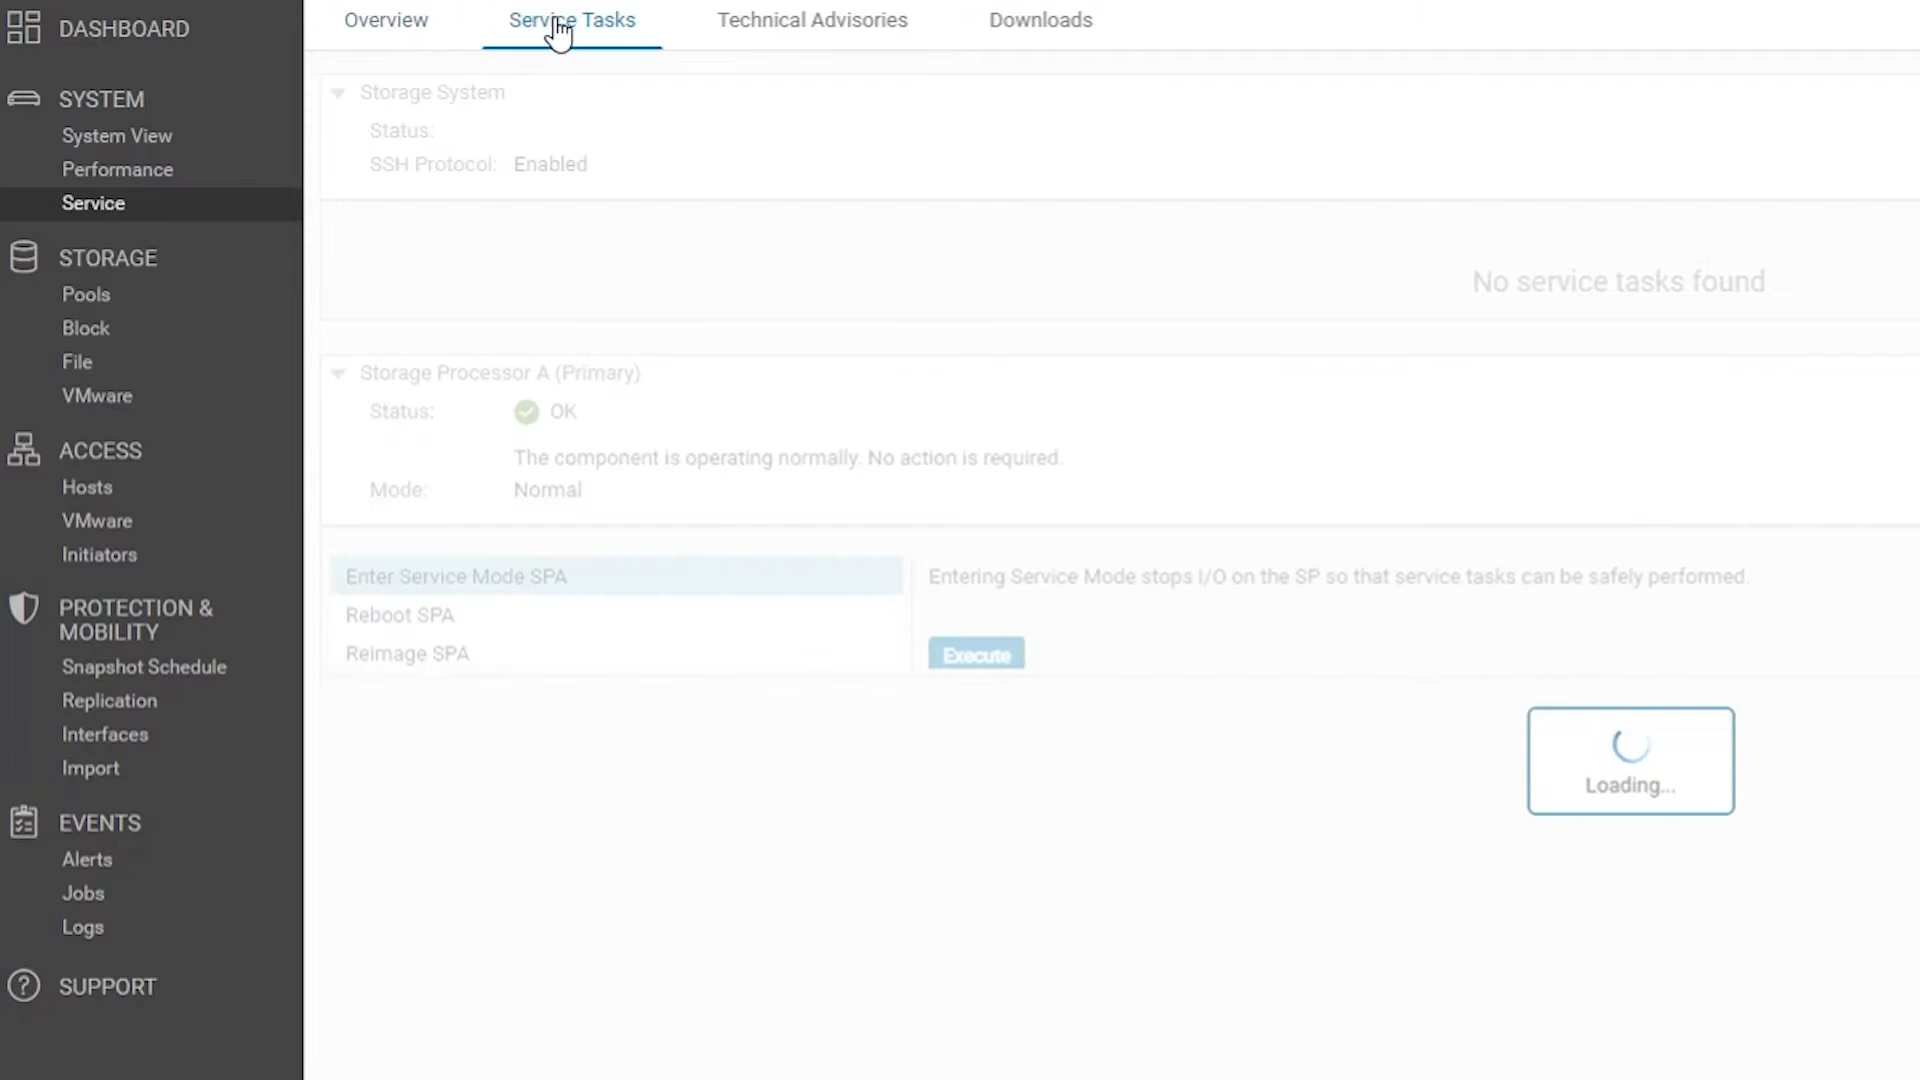 DASHBOARD
SYSTEM
System View
Performance
Service
STORAGE
Pools
Block
File
VMware
ACCESS
Hosts
VMware
Initiators
PROTECTION &
MOBILITY
Snapshot Schedule
Replication
Interfaces
Import
EVENTS
Alerts
Jobs
Logs
SUPPORT
Overview Service Tasks Technical Advisories Downloads
Storage System
Status:
SSH Protocol: Enabled
No service tasks found
Storage Processor A (Primary)
Status: OK
The component is operating normally. No action is required.
Mode: Normal
Enter Service Mode SPA
Reboot SPA
Reimage SPA
Entering Service Mode stops I/O on the SP so that service tasks can be safely performed.
Execute
Loading...